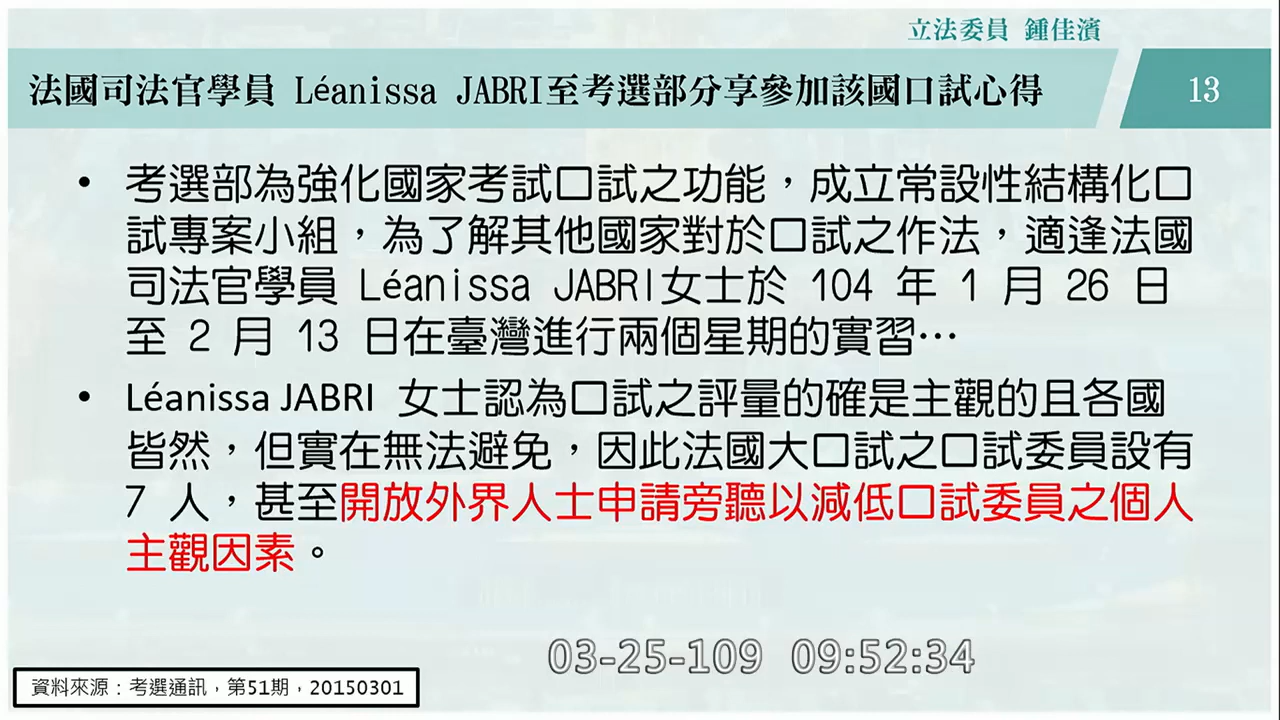 立法委員 鍾佳濱
法國司法官學員 Léanissa JABRI至考選部分享參加該國口試心得
13
• 考選部為強化國家考試口試之功能，成立常設性結構化口
試專案小組，為了解其他國家對於口試之作法，適逢法國
司法官學員 Léanissa JABRI女士於 104 年 1 月 26 日
至 2 月 13 日在臺灣進行兩個星期的實習…
• Léanissa JABRI 女士認為口試之評量的確是主觀的且各國
皆然，但實在無法避免，因此法國大口試之口試委員設有
7 人，甚至開放外界人士申請旁聽以減低口試委員之個人
主觀因素。
03-25-109 09:52:34
資料來源：考選通訊，第51期，20150301